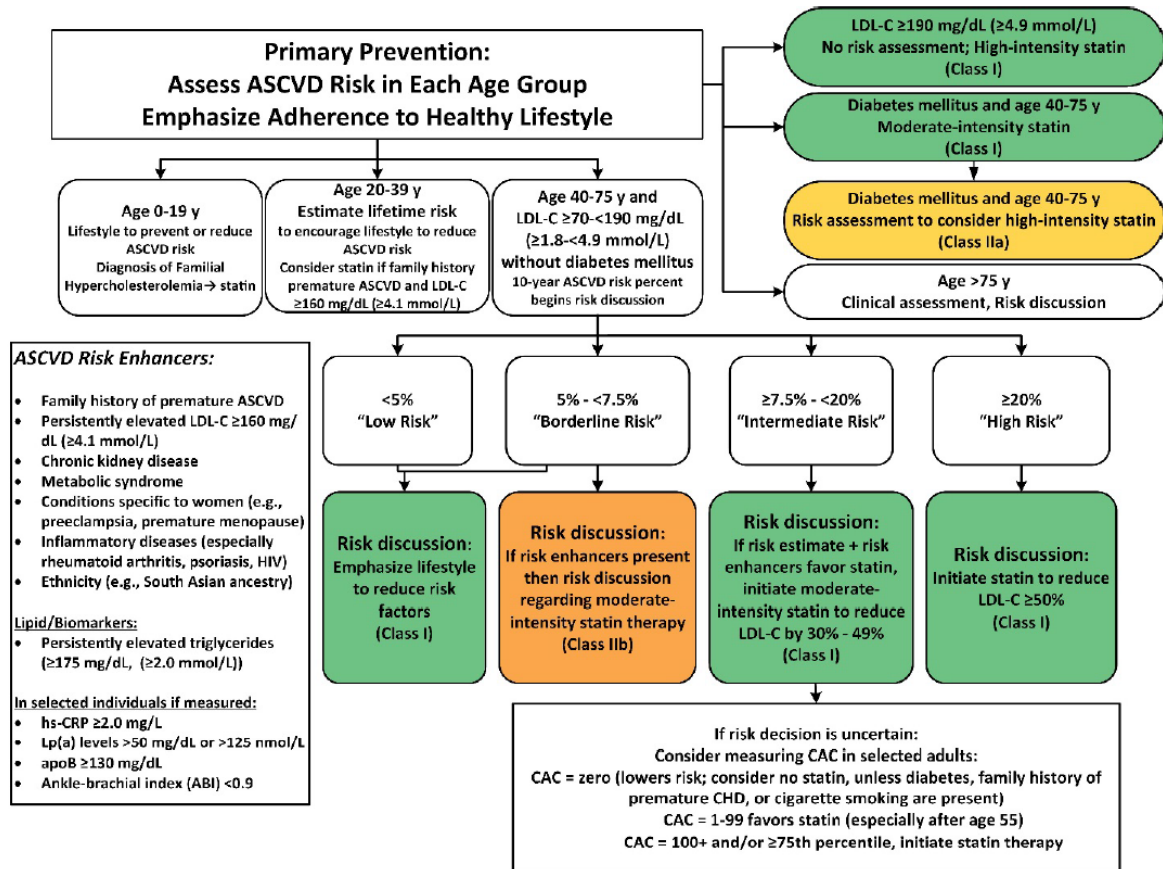 Primary Prevention:
Assess ASCVD Risk in Each Age Group
Emphasize Adherence to Healthy Lifestyle
LDL-C ≥190 mg/dL (≥4.9 mmol/L)
No risk assessment; High-intensity statin
(Class I)
Diabetes mellitus and age 40-75 y
Moderate-intensity statin
(Class I)
Diabetes mellitus and age 40-75 y
Risk assessment to consider high-intensity statin
(Class IIa)
Age >75 y
Clinical assessment, Risk discussion
Age 0-19 y
Lifestyle to prevent or reduce
ASCVD risk
Diagnosis of Familial
Hypercholesterolemia→ statin
Age 20-39 y
Estimate lifetime risk
to encourage lifestyle to reduce
ASCVD risk
Consider statin if family history
premature ASCVD and LDL-C
≥160 mg/dL (≥4.1 mmol/L)
Age 40-75 y and
LDL-C ≥70-<190 mg/dL
(≥1.8-<4.9 mmol/L)
without diabetes mellitus
10-year ASCVD risk percent
begins risk discussion
<5%
“Low Risk”
5% - <7.5%
“Borderline Risk”
≥7.5% - <20%
“Intermediate Risk”
≥20%
“High Risk”
Risk discussion:
Emphasize lifestyle
to reduce risk
factors
(Class I)
Risk discussion:
If risk enhancers present
then risk discussion
regarding moderate-
intensity statin therapy
(Class IIb)
Risk discussion:
If risk estimate + risk
enhancers favor statin,
initiate moderate-
intensity statin to reduce
LDL-C by 30% - 49%
(Class I)
Risk discussion:
Initiate statin to reduce
LDL-C ≥50%
(Class I)
If risk decision is uncertain:
Consider measuring CAC in selected adults:
CAC = zero (lowers risk; consider no statin, unless diabetes, family history of
premature CHD, or cigarette smoking are present)
CAC = 1-99 favors statin (especially after age 55)
CAC = 100+ and/or ≥75th percentile, initiate statin therapy
ASCVD Risk Enhancers:
• Family history of premature ASCVD
• Persistently elevated LDL-C ≥160 mg/
dL (≥4.1 mmol/L)
• Chronic kidney disease
• Metabolic syndrome
• Conditions specific to women (e.g.,
preeclampsia, premature menopause)
• Inflammatory diseases (especially
rheumatoid arthritis, psoriasis, HIV)
• Ethnicity (e.g., South Asian ancestry)
Lipid/Biomarkers:
• Persistently elevated triglycerides
(≥175 mg/dL, (≥2.0 mmol/L))
In selected individuals if measured:
• hs-CRP ≥2.0 mg/L
• Lp(a) levels >50 mg/dL or >125 nmol/L
• apoB ≥130 mg/dL
• Ankle-brachial index (ABI) <0.9